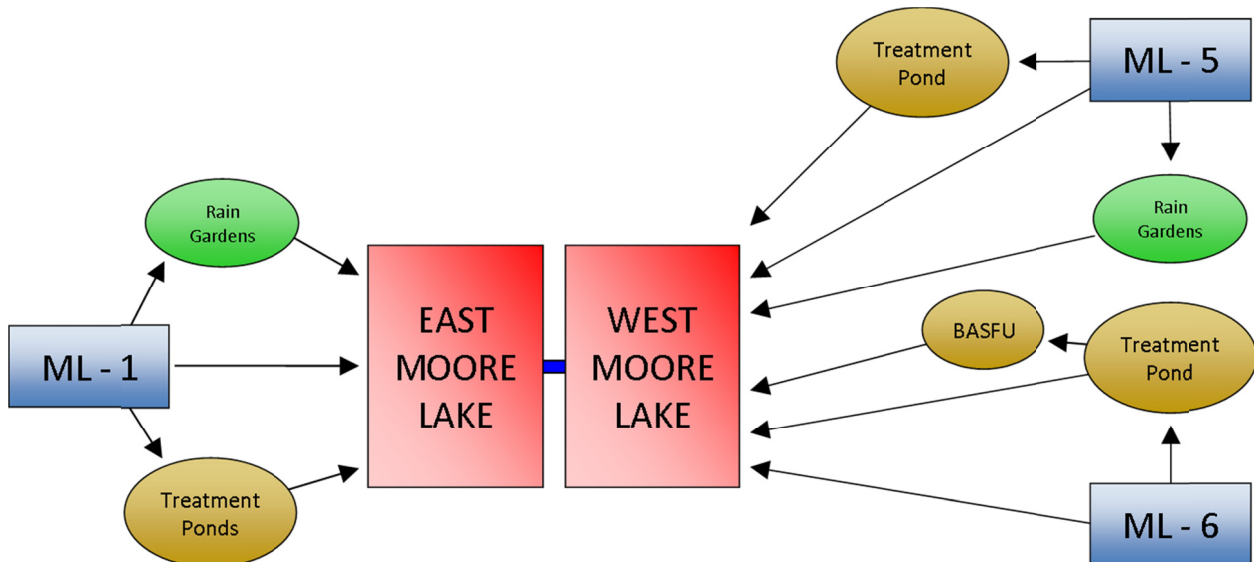 Treatment
Pond
ML - 5
Rain
Gardens
Rain
Gardens
EAST
MOORE
LAKE
WEST
MOORE
LAKE
BASFU
Treatment
Pond
ML - 1
Treatment
Ponds
ML - 6